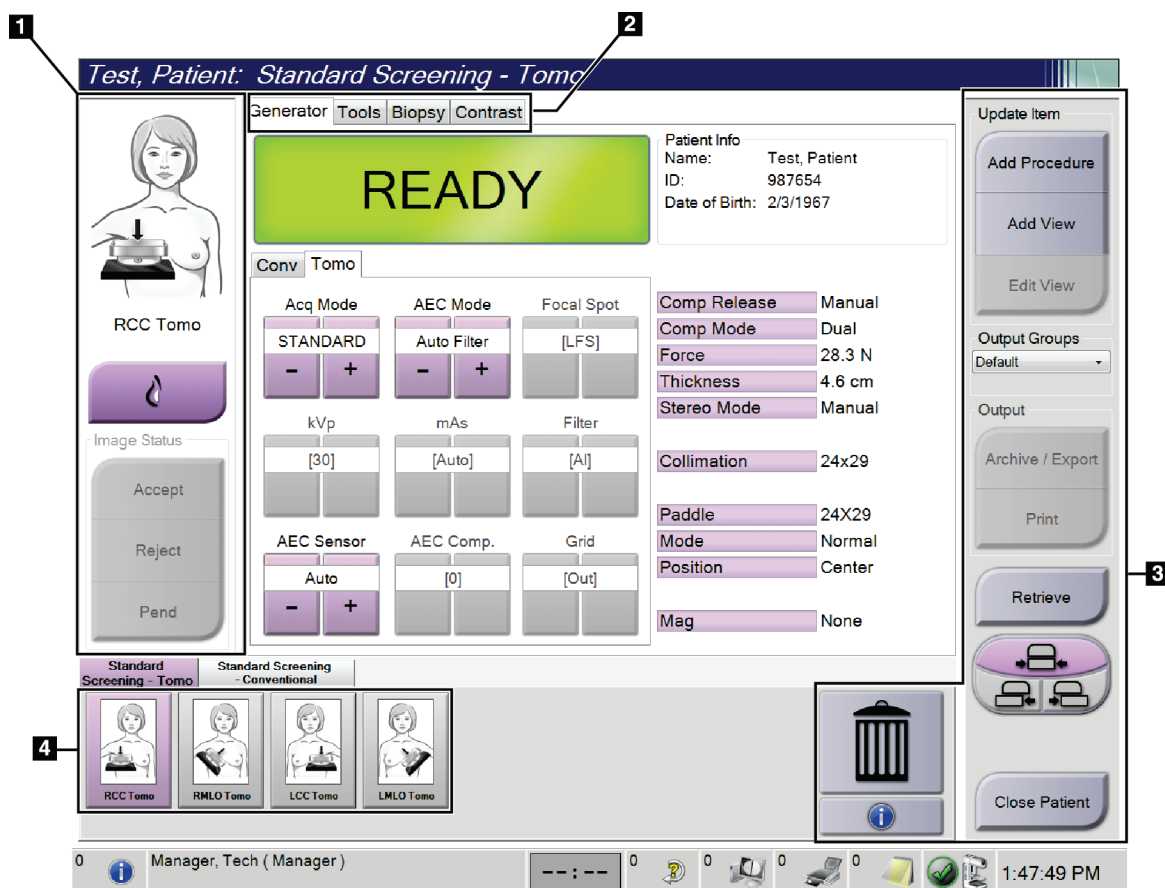 1
2
Test, Patient: Standard Screening - Tomo
Generator Tools Biopsy Contrast
READY
Patient Info
Name: Test, Patient
ID: 987654
Date of Birth: 2/3/1967
RCC Tomo
Image Status
Accept
Reject
Pend
Conv Tomo
Acq Mode AEC Mode Focal Spot
STANDARD Auto Filter [LFS]
- + - +
kVp mAs Filter
[30] [Auto] [Al]
AEC Sensor AEC Comp. Grid
Auto [0] [Out]
- +
Comp Release Manual
Comp Mode Dual
Force 28.3 N
Thickness 4.6 cm
Stereo Mode Manual
Collimation 24x29
Paddle 24X29
Mode Normal
Position Center
Mag None
Update Item
Add Procedure
Add View
Edit View
Output Groups
Default
Output
Archive / Export
Print
3
Retrieve
Close Patient
Standard
Screening - Tomo
Standard Screening
- Conventional
4
RCC Tomo RMLO Tomo LCC Tomo LMLO Tomo
0 Manager, Tech ( Manager ) --:-- 0 0 0 0 1:47:49 PM